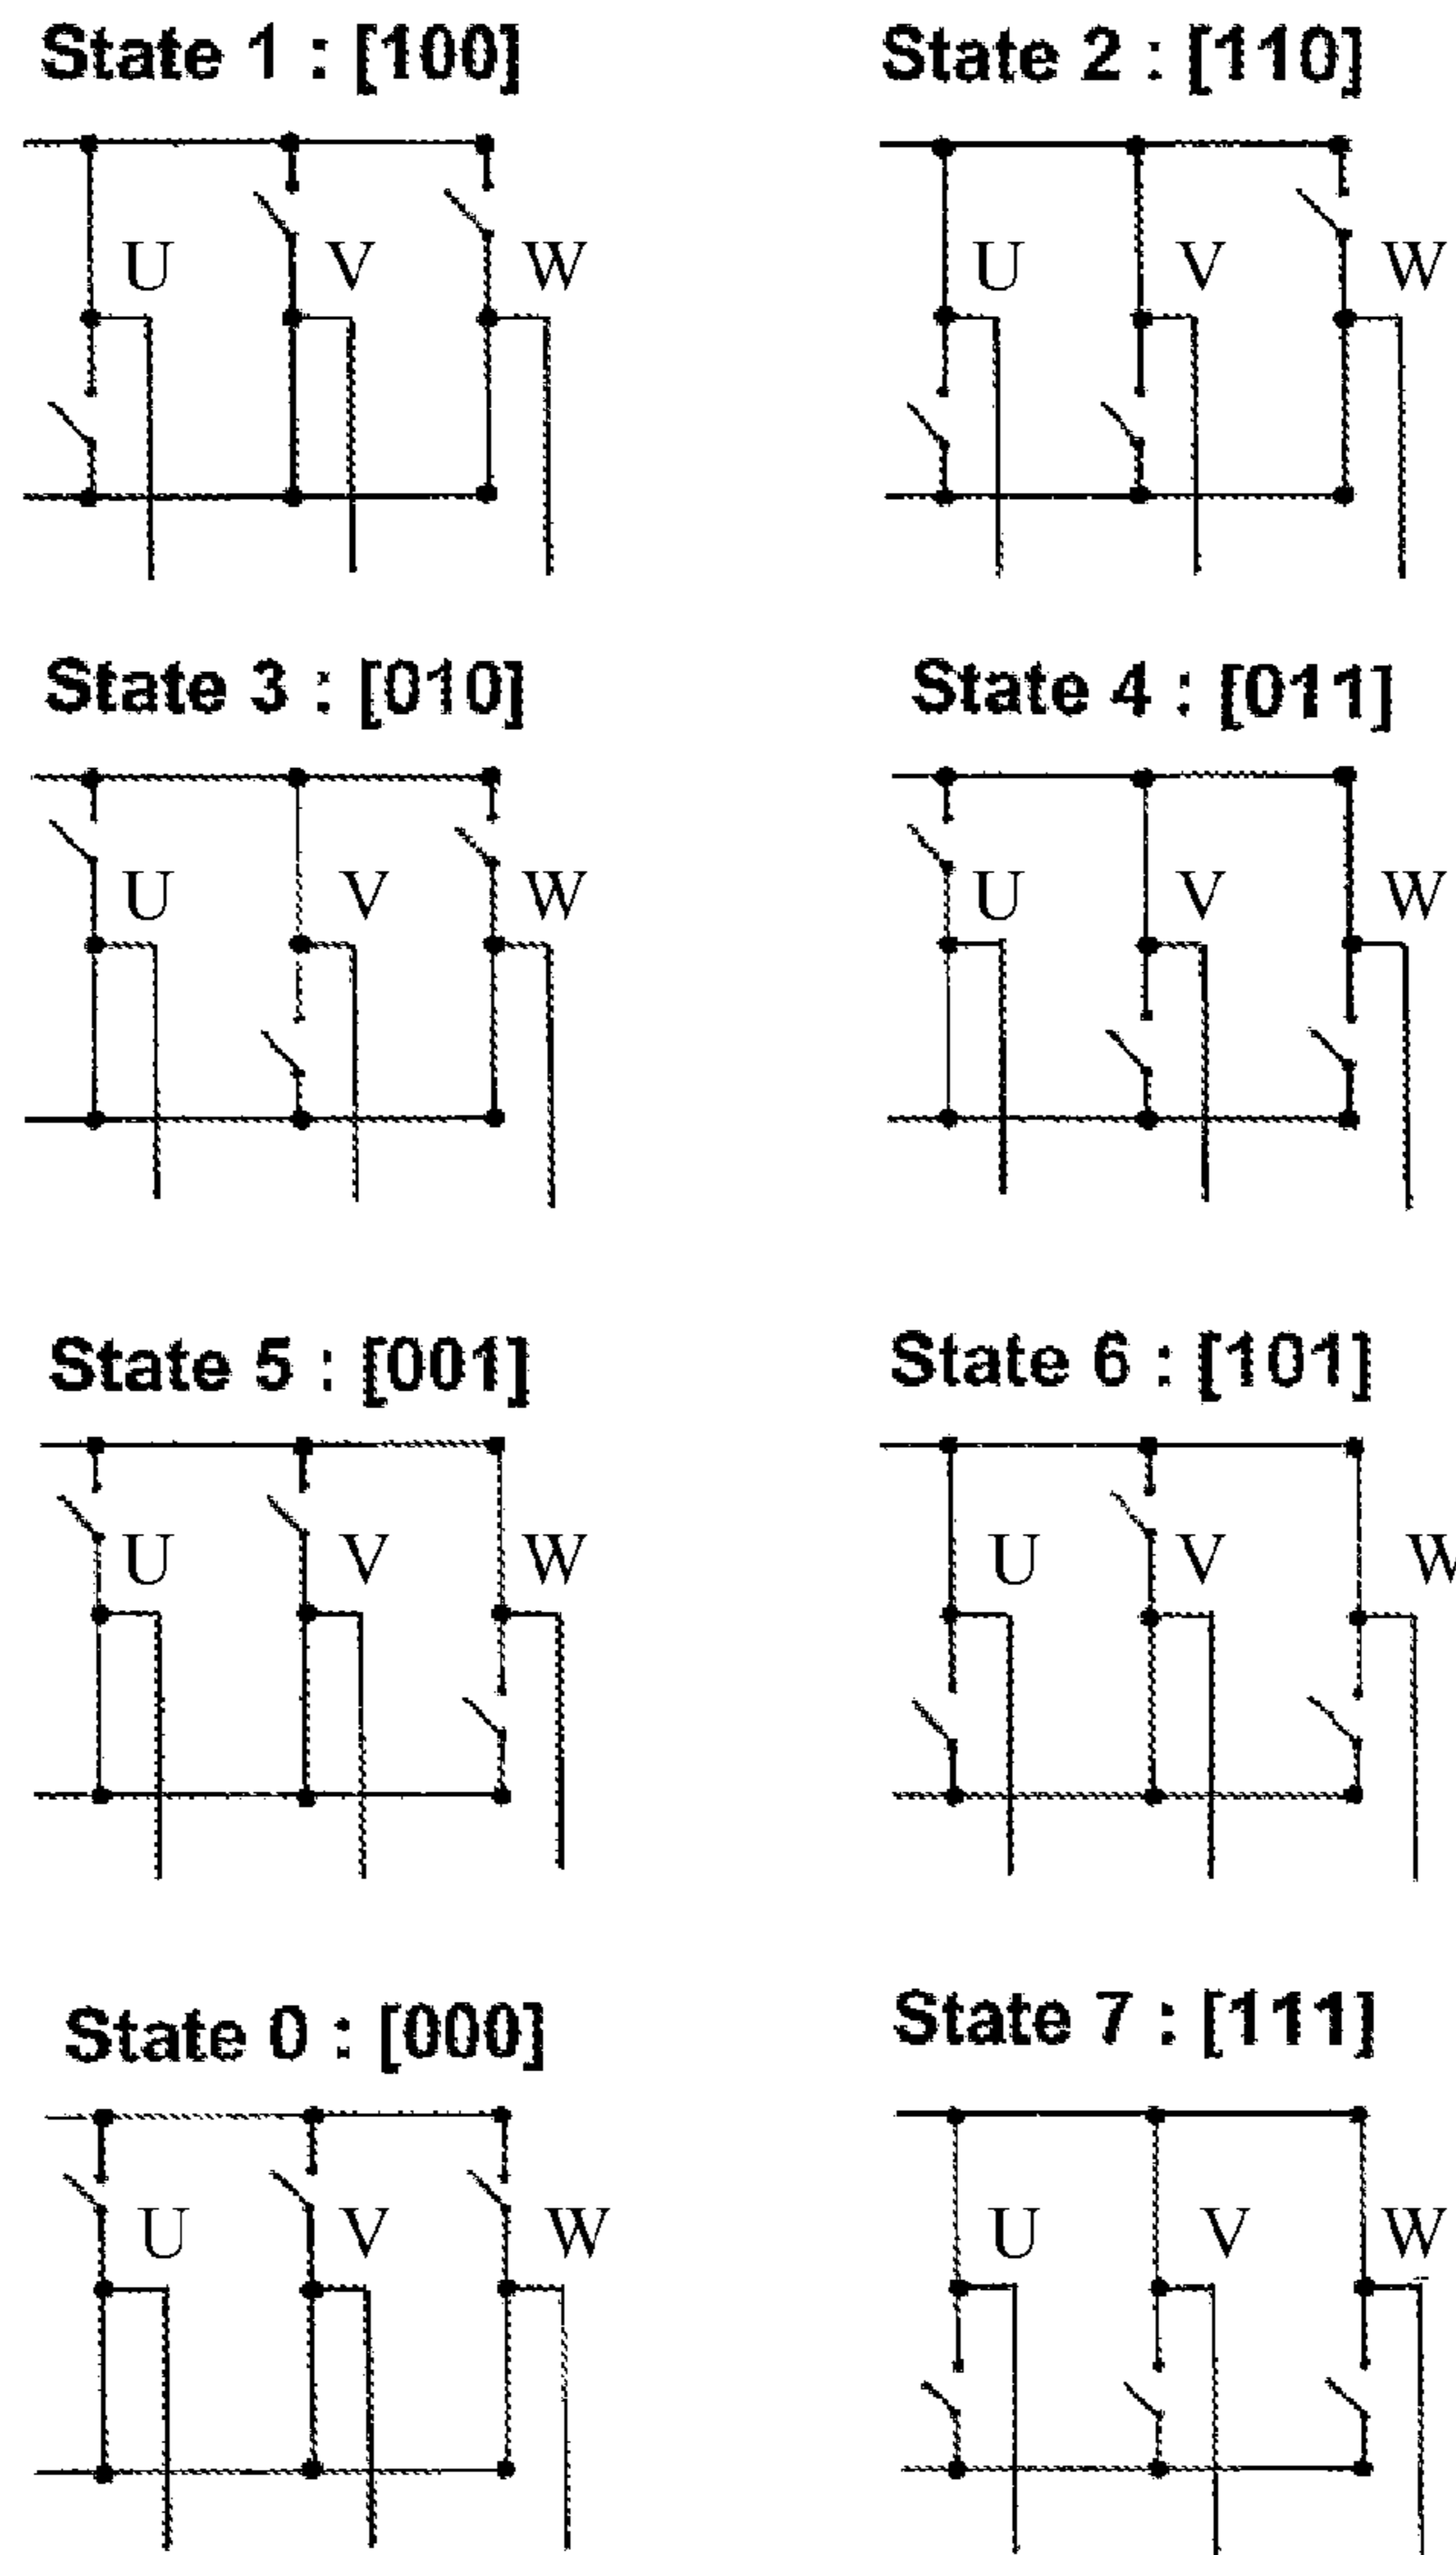 State 1 : [100]
State 2 : [110]
U V W
U V W
State 3 : [010]
State 4 : [011]
U V W
U V W
State 5 : [001]
State 6 : [101]
U V W
U V W
State 0 : [000]
State 7 : [111]
U V W
U V W